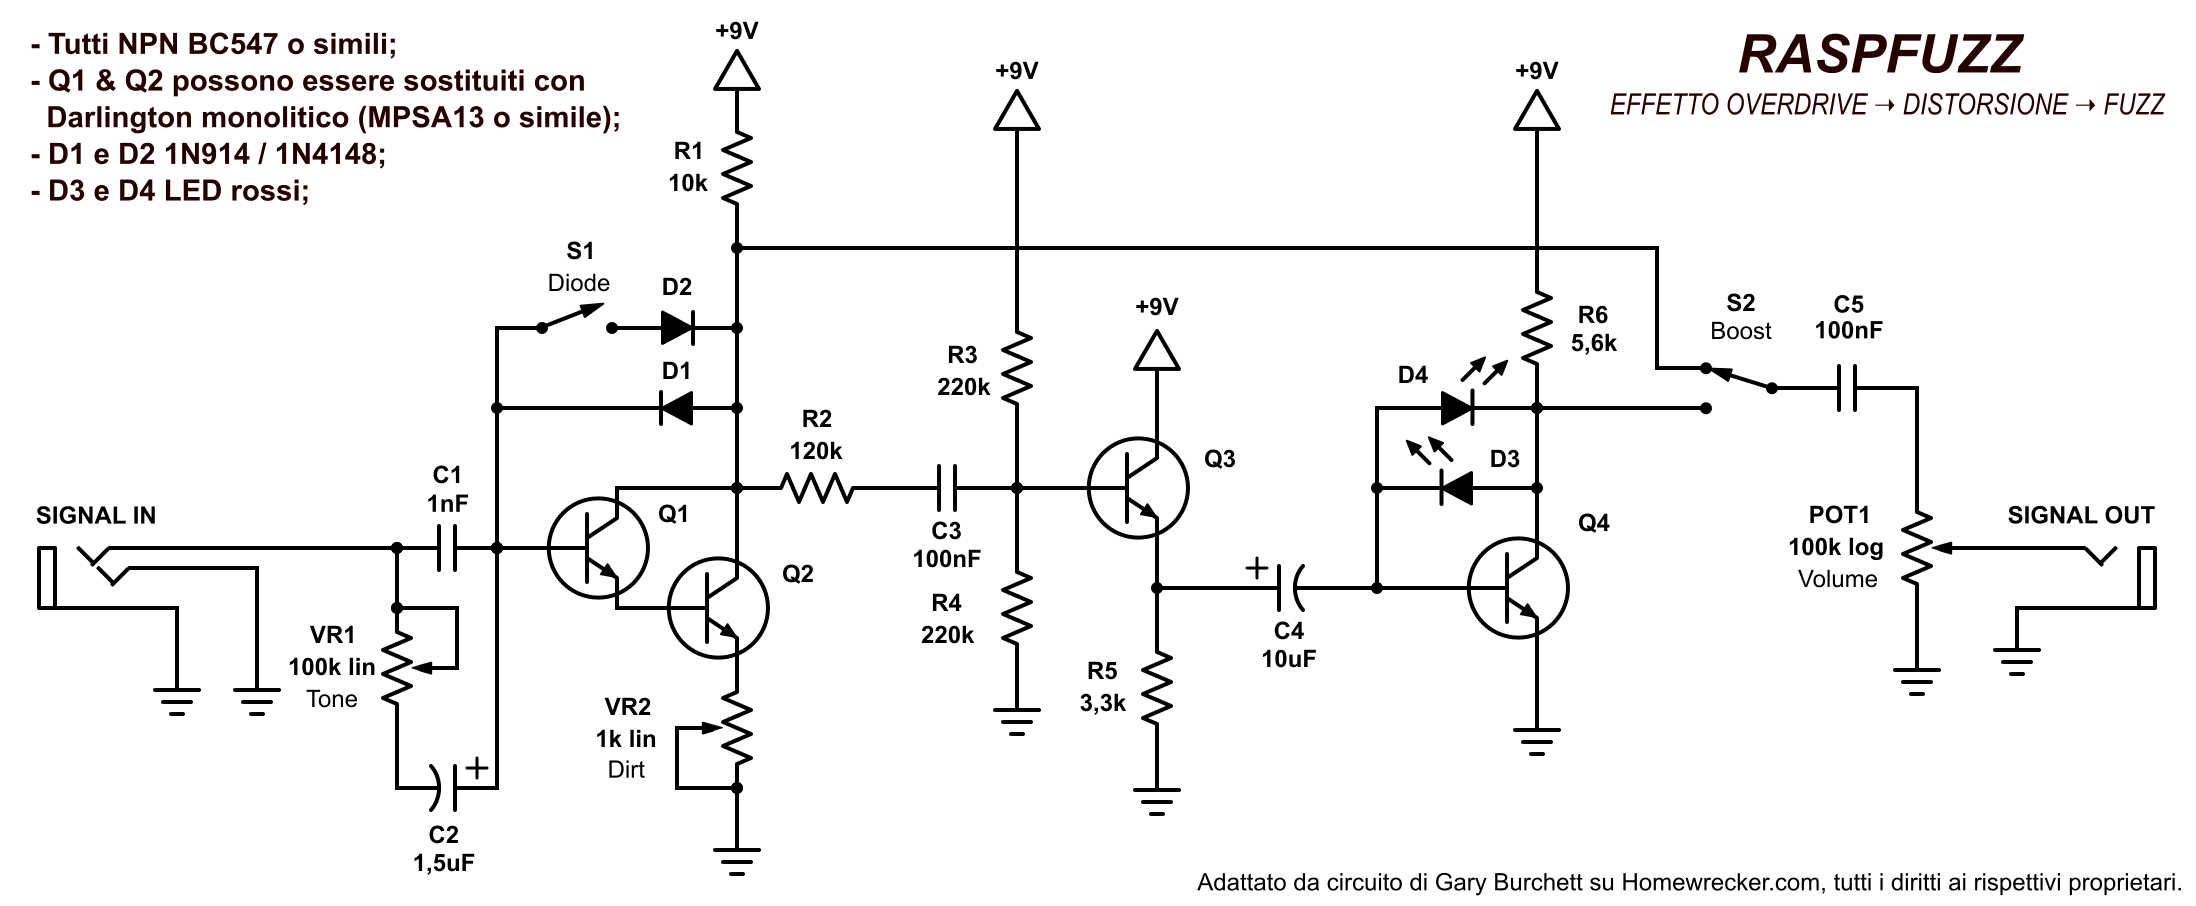 - Tutti NPN BC547 o simili;
- Q1 & Q2 possono essere sostituiti con
Darlington monolitico (MPSA13 o simile);
- D1 e D2 1N914 / 1N4148;
- D3 e D4 LED rossi;
RASPFUZZ
EFFETTO OVERDRIVE → DISTORSIONE → FUZZ
+9V
+9V
+9V
R1
10k
S1
Diode
D2
D1
+9V
R3
220k
R2
120k
R6
5,6k
S2
Boost
C5
100nF
D4
D3
C1
1nF
SIGNAL IN
Q1
Q2
C3
100nF
Q3
Q4
POT1
100k log
Volume
SIGNAL OUT
VR1
100k lin
Tone
R4
220k
+
C4
10uF
R5
3,3k
VR2
1k lin
Dirt
+
C2
1,5uF
Adattato da circuito di Gary Burchett su Homewrecker.com, tutti i diritti ai rispettivi proprietari.